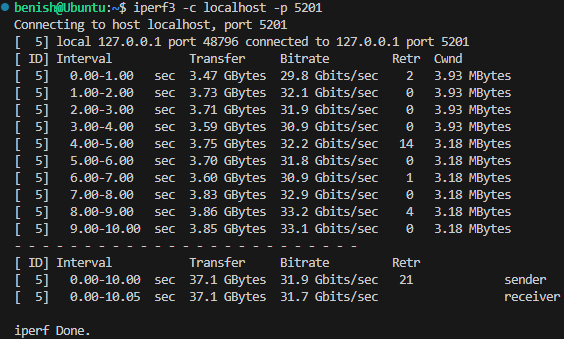 benish@Ubuntu:~$ iperf3 -c localhost -p 5201
Connecting to host localhost, port 5201
[  5] local 127.0.0.1 port 48796 connected to 127.0.0.1 port 5201
[ ID] Interval           Transfer     Bitrate         Retr  Cwnd
[  5]   0.00-1.00   sec  3.47 GBytes  29.8 Gbits/sec    2   3.93 MBytes
[  5]   1.00-2.00   sec  3.73 GBytes  32.1 Gbits/sec    0   3.93 MBytes
[  5]   2.00-3.00   sec  3.71 GBytes  31.9 Gbits/sec    0   3.93 MBytes
[  5]   3.00-4.00   sec  3.59 GBytes  30.9 Gbits/sec    0   3.93 MBytes
[  5]   4.00-5.00   sec  3.75 GBytes  32.2 Gbits/sec   14   3.18 MBytes
[  5]   5.00-6.00   sec  3.70 GBytes  31.8 Gbits/sec    0   3.18 MBytes
[  5]   6.00-7.00   sec  3.60 GBytes  30.9 Gbits/sec    1   3.18 MBytes
[  5]   7.00-8.00   sec  3.83 GBytes  32.9 Gbits/sec    0   3.18 MBytes
[  5]   8.00-9.00   sec  3.86 GBytes  33.2 Gbits/sec    4   3.18 MBytes
[  5]   9.00-10.00  sec  3.85 GBytes  33.1 Gbits/sec    0   3.18 MBytes
- - - - - - - - - - - - - - - - - - - - - - - - -
[ ID] Interval           Transfer     Bitrate         Retr
[  5]   0.00-10.00  sec  37.1 GBytes  31.9 Gbits/sec   21             sender
[  5]   0.00-10.05  sec  37.1 GBytes  31.7 Gbits/sec                  receiver

iperf Done.